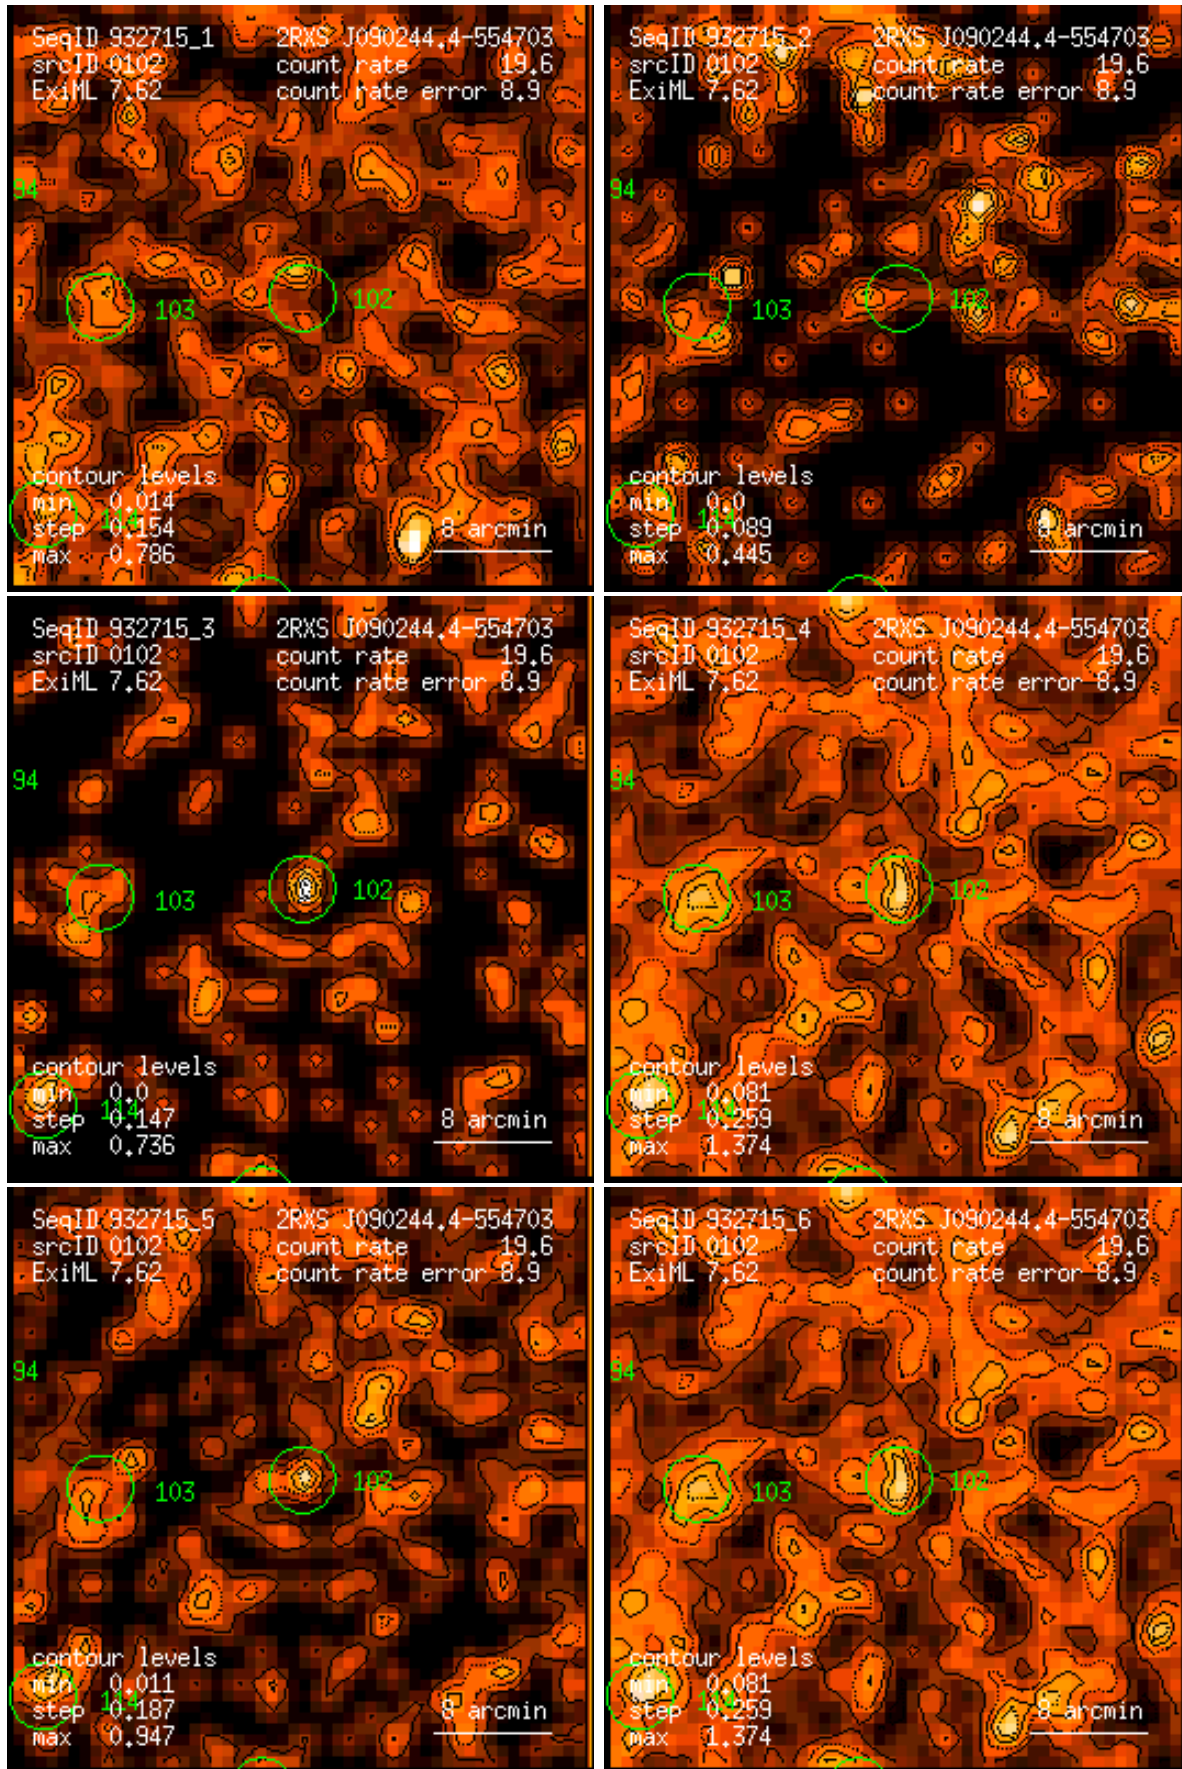 SeqID 932715_1 2RXS J090244.4-554703
srcID 0102 count rate 19.6
ExiML 7.62 count rate error 8.9
94
103 102
contour levels
min 0.014
step 0.154 114 8 arcmin
max 0.786
SeqID 932715_2 2RXS J090244.4-554703
srcID 0102 count rate 19.6
ExiML 7.62 count rate error 8.9
94
103 102
contour levels
min 0.0
step 0.089 8 arcmin
max 0.445
SeqID 932715_3 2RXS J090244.4-554703
srcID 0102 count rate 19.6
ExiML 7.62 count rate error 8.9
94
103 102
contour levels
min 0.0
step 0.147 114 8 arcmin
max 0.736
SeqID 932715_4 2RXS J090244.4-554703
srcID 0102 count rate 19.6
ExiML 7.62 count rate error 8.9
94
103 102
contour levels
min 0.081
step 0.259 114 8 arcmin
max 1.374
SeqID 932715_5 2RXS J090244.4-554703
srcID 0102 count rate 19.6
ExiML 7.62 count rate error 8.9
94
103 102
contour levels
min 0.011
step 0.187 114 8 arcmin
max 0.947
SeqID 932715_6 2RXS J090244.4-554703
srcID 0102 count rate 19.6
ExiML 7.62 count rate error 8.9
94
103 102
contour levels
min 0.081
step 0.259 114 8 arcmin
max 1.374